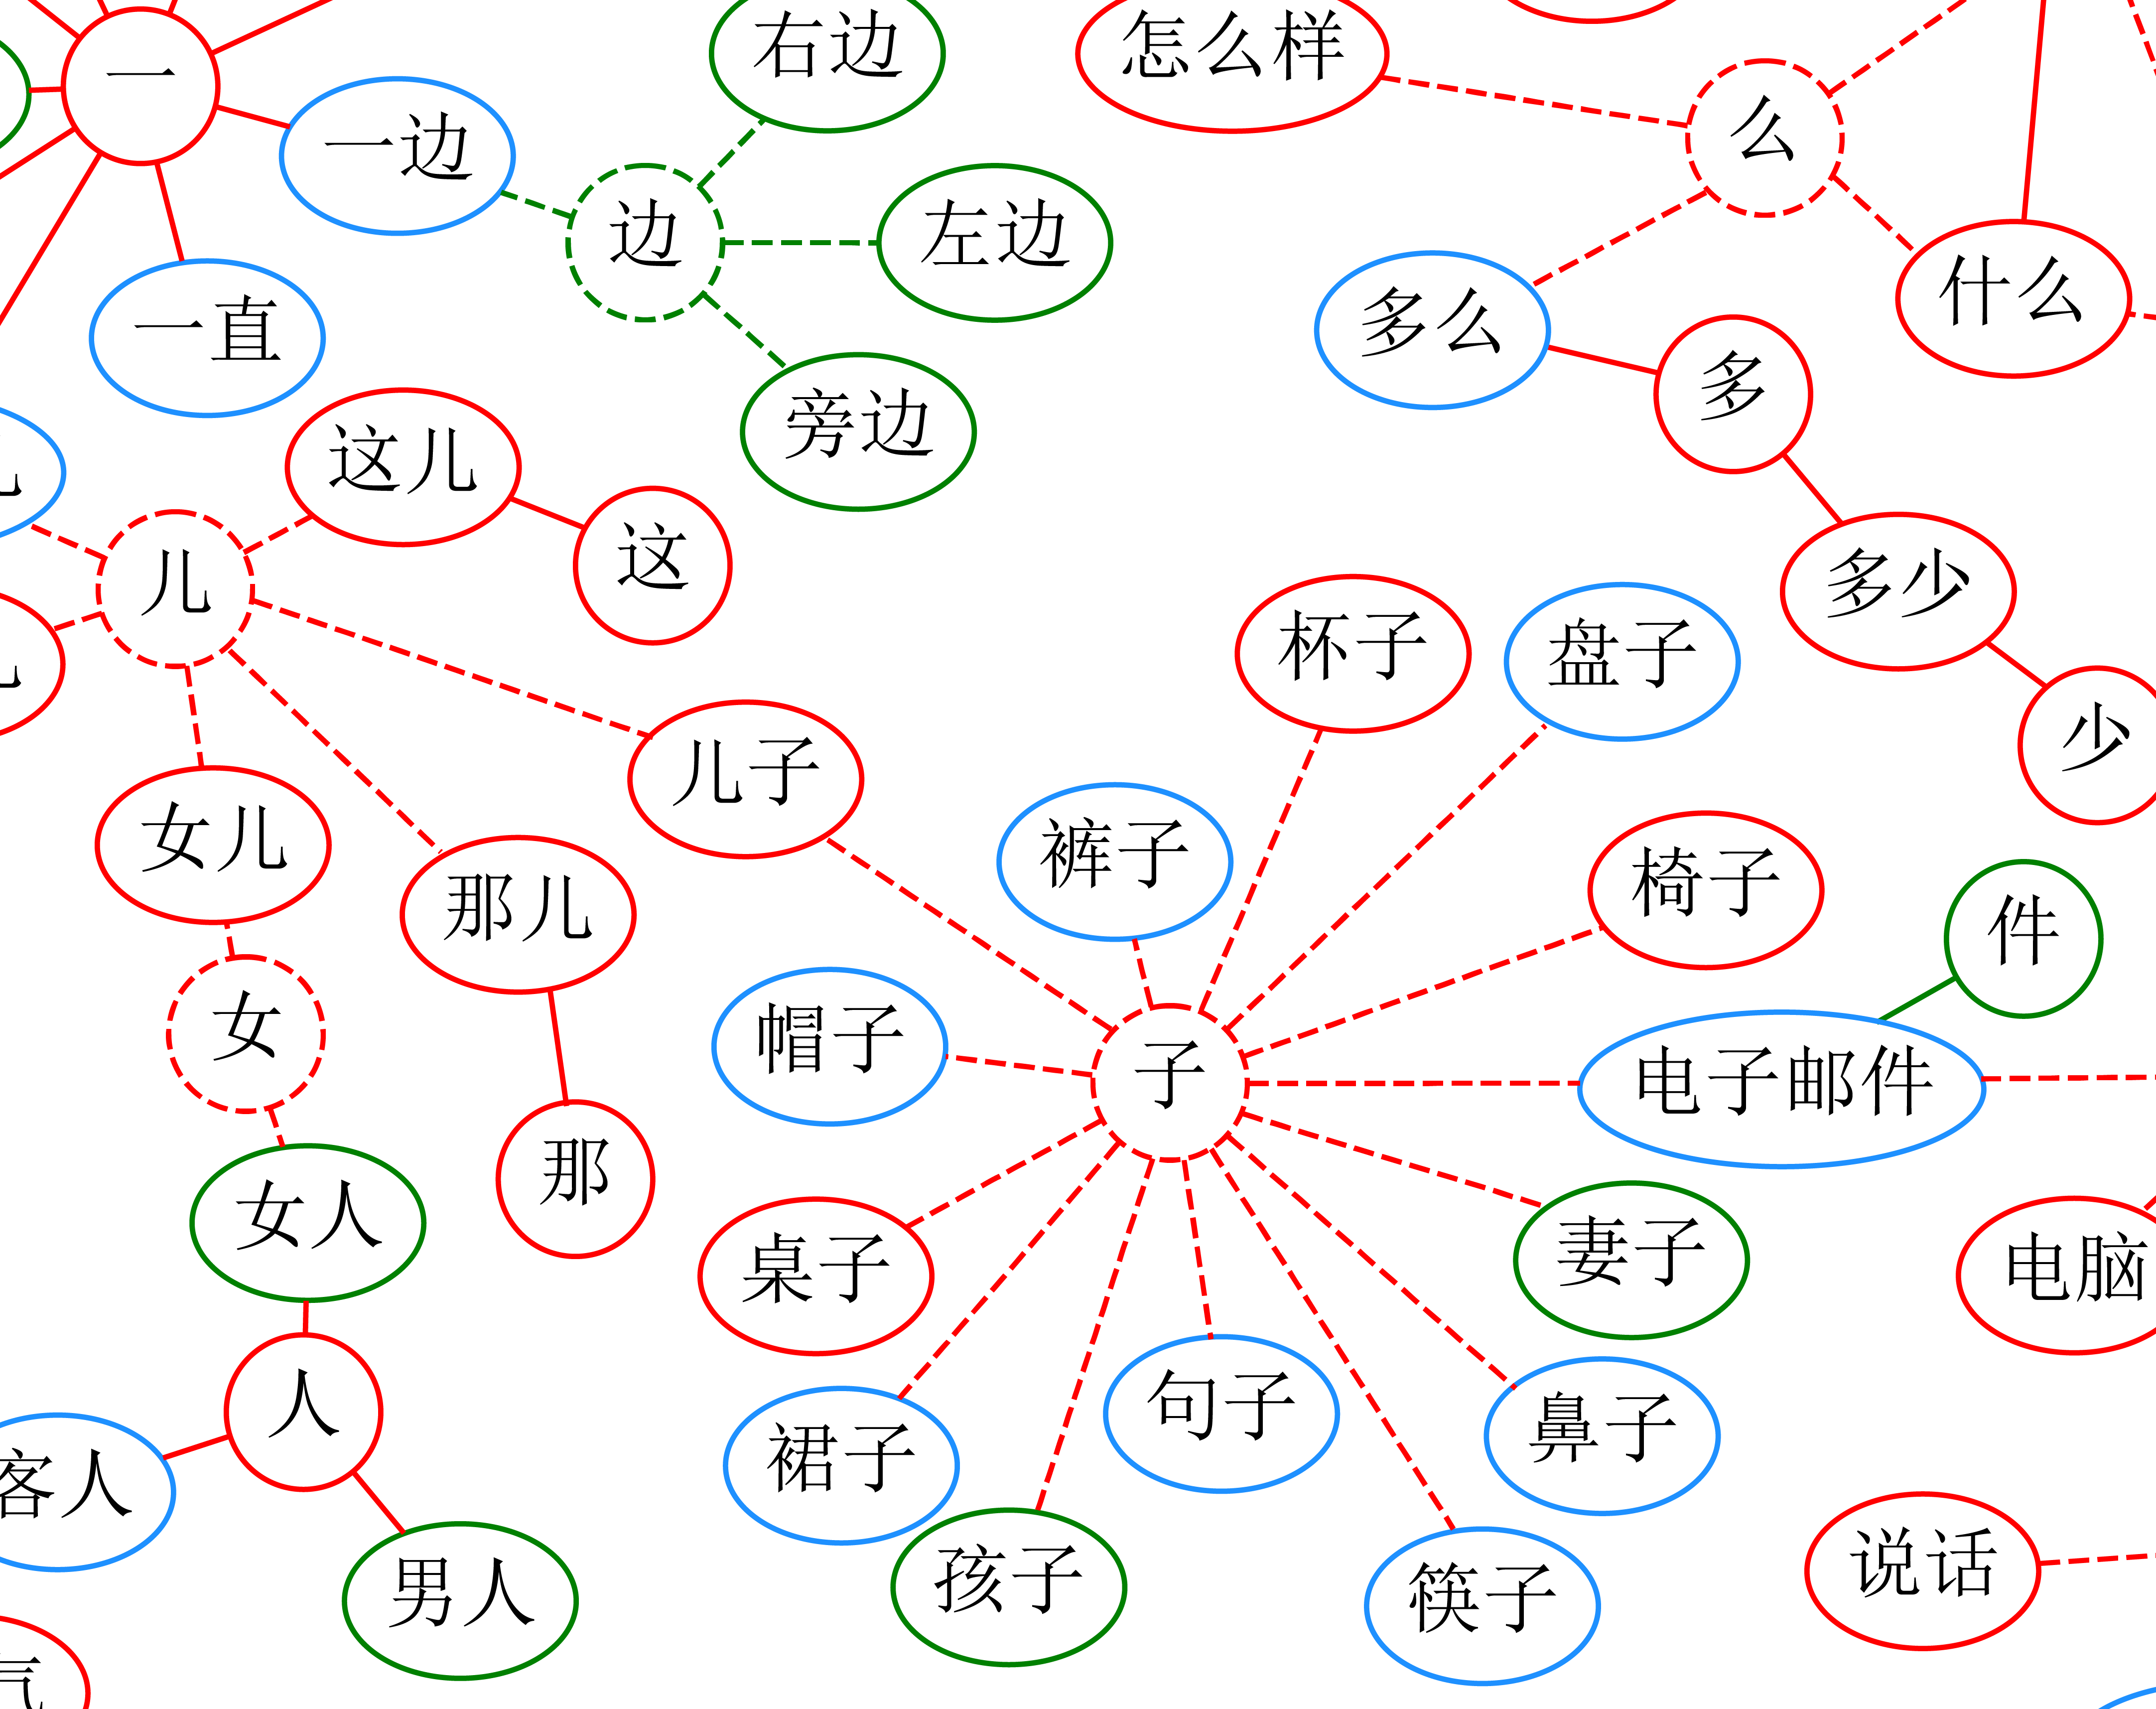 一
右边
怎么样
一边
么
边
左边
什么
一直
多么
多
这儿
旁边
这
儿
多少
杯子
盘子
少
儿子
女儿
裤子
椅子
那儿
件
女
帽子
子
电子邮件
那
女人
桌子
妻子
电脑
人
句子
鼻子
客人
裙子
男人
孩子
筷子
说话